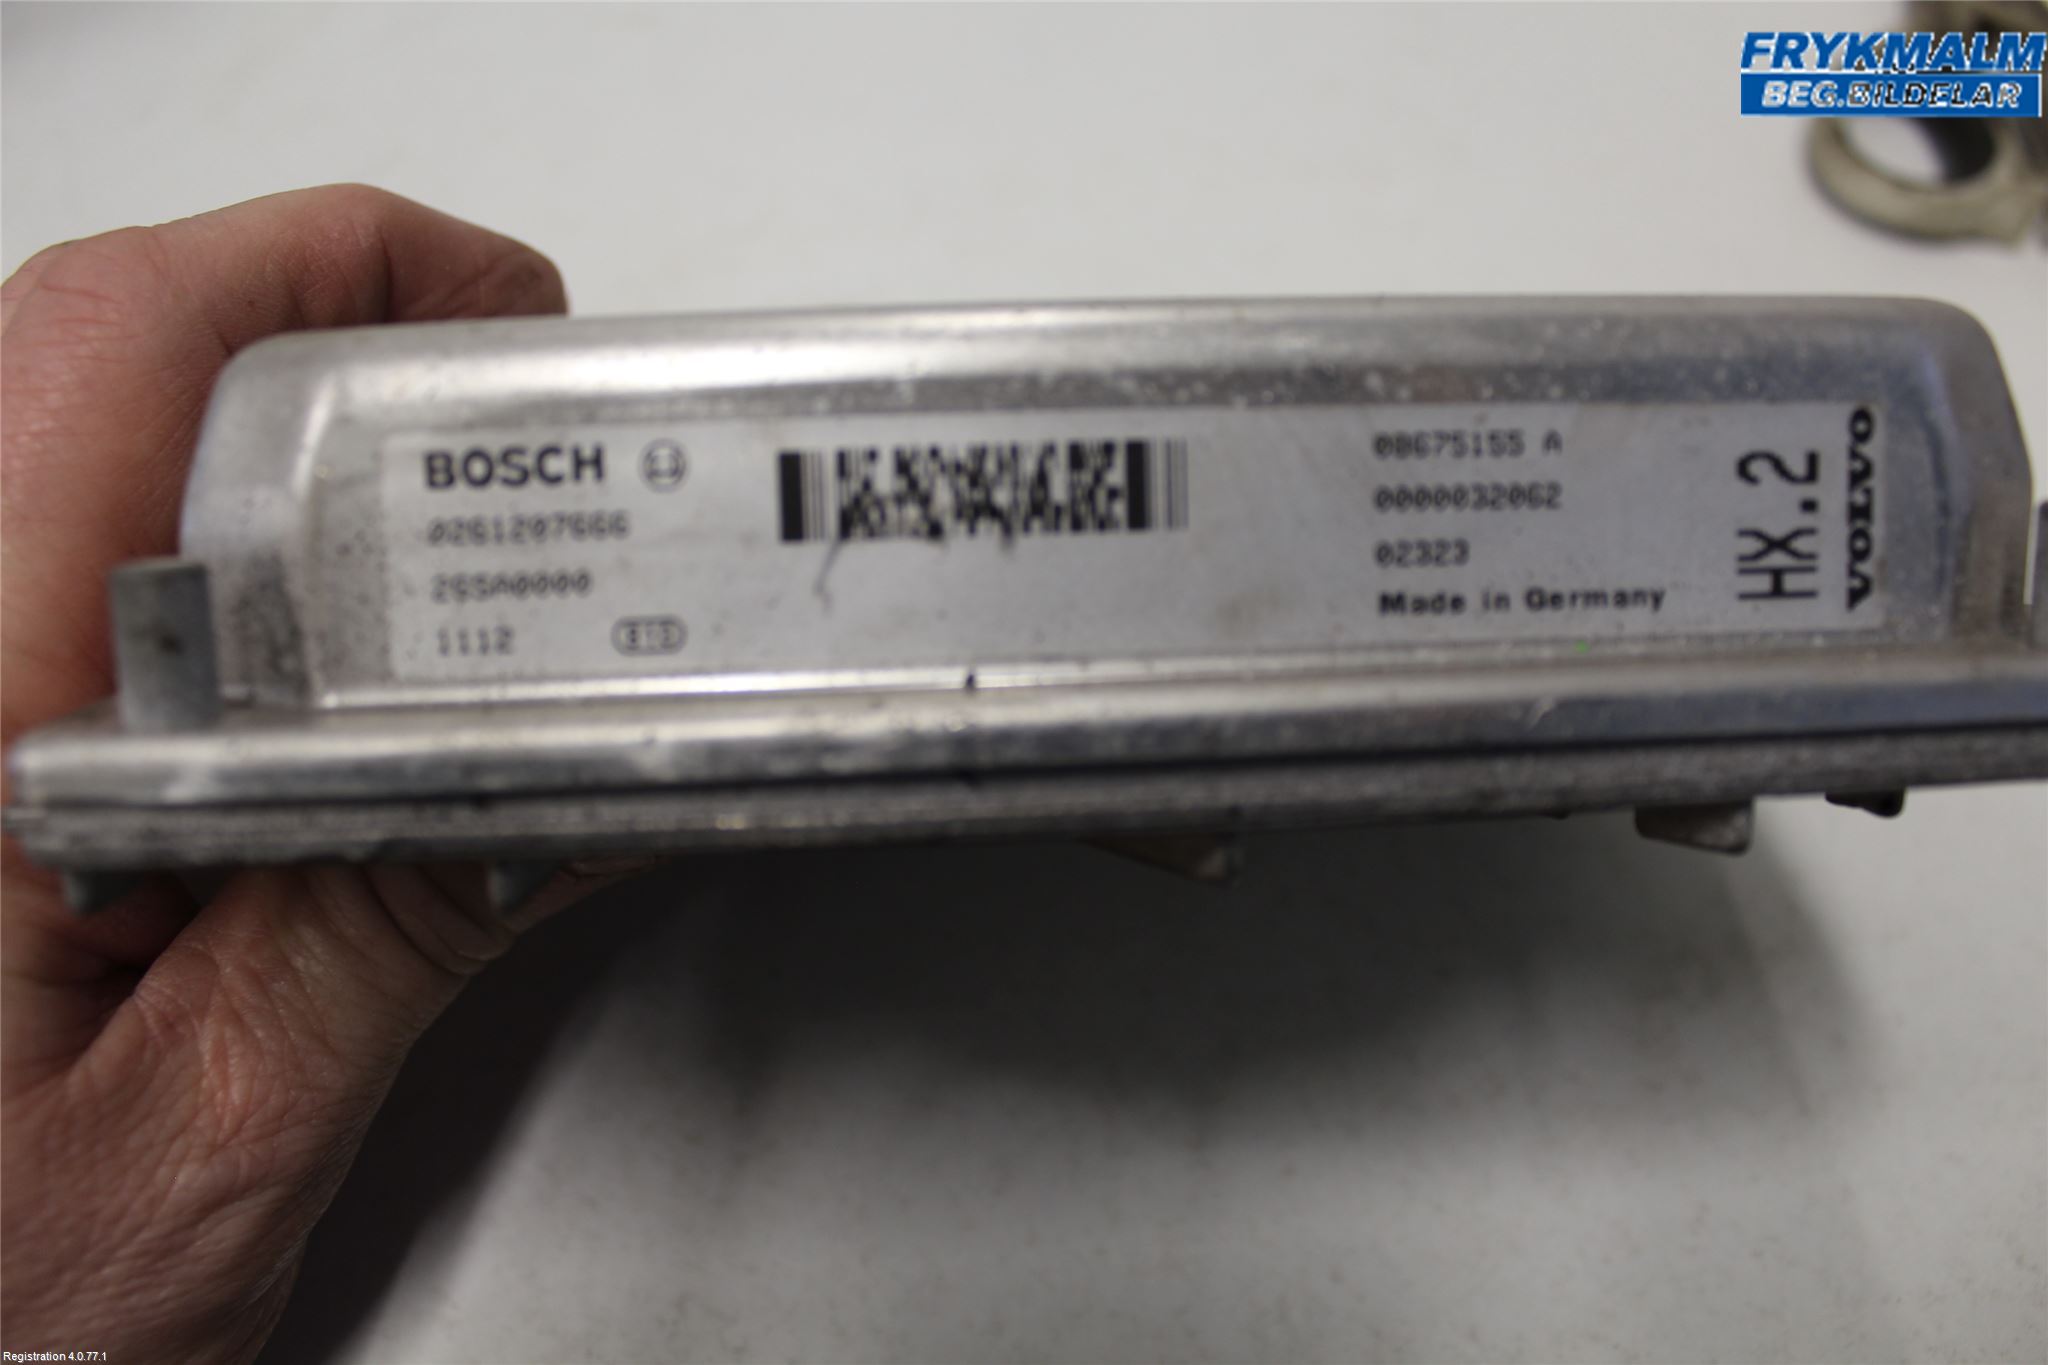 FRYKMALM
BEG.BILDELAR
BOSCH
0261207666
1112
08675155 A
0000032062
02323
Made in Germany
HX.2
VOLVO
Registration 4.0.77.1